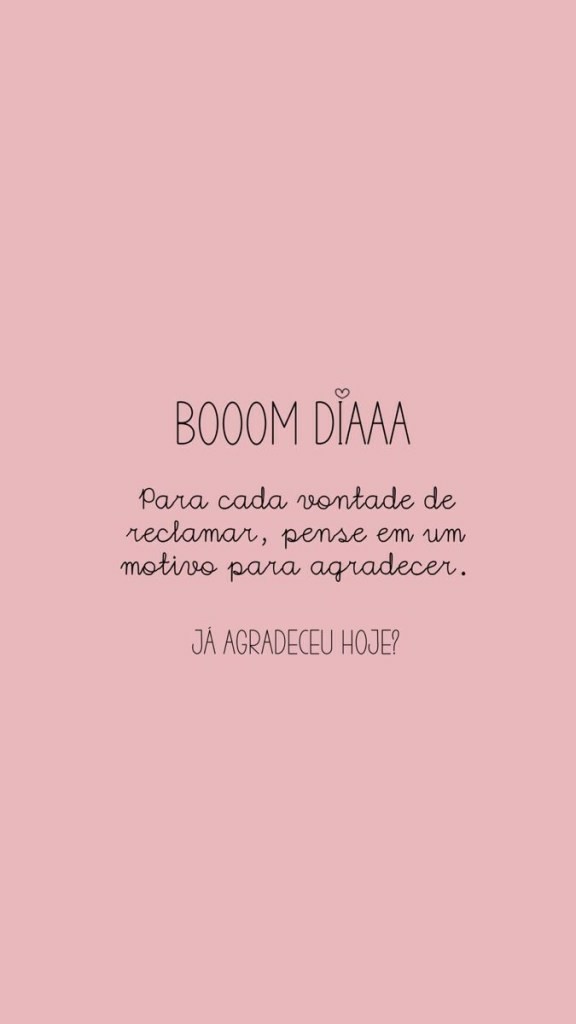 BOOOM DIAAA
Para cada vontade de
reclamar, pense em um
motivo para agradecer.
JÁ AGRADECEU HOJE?